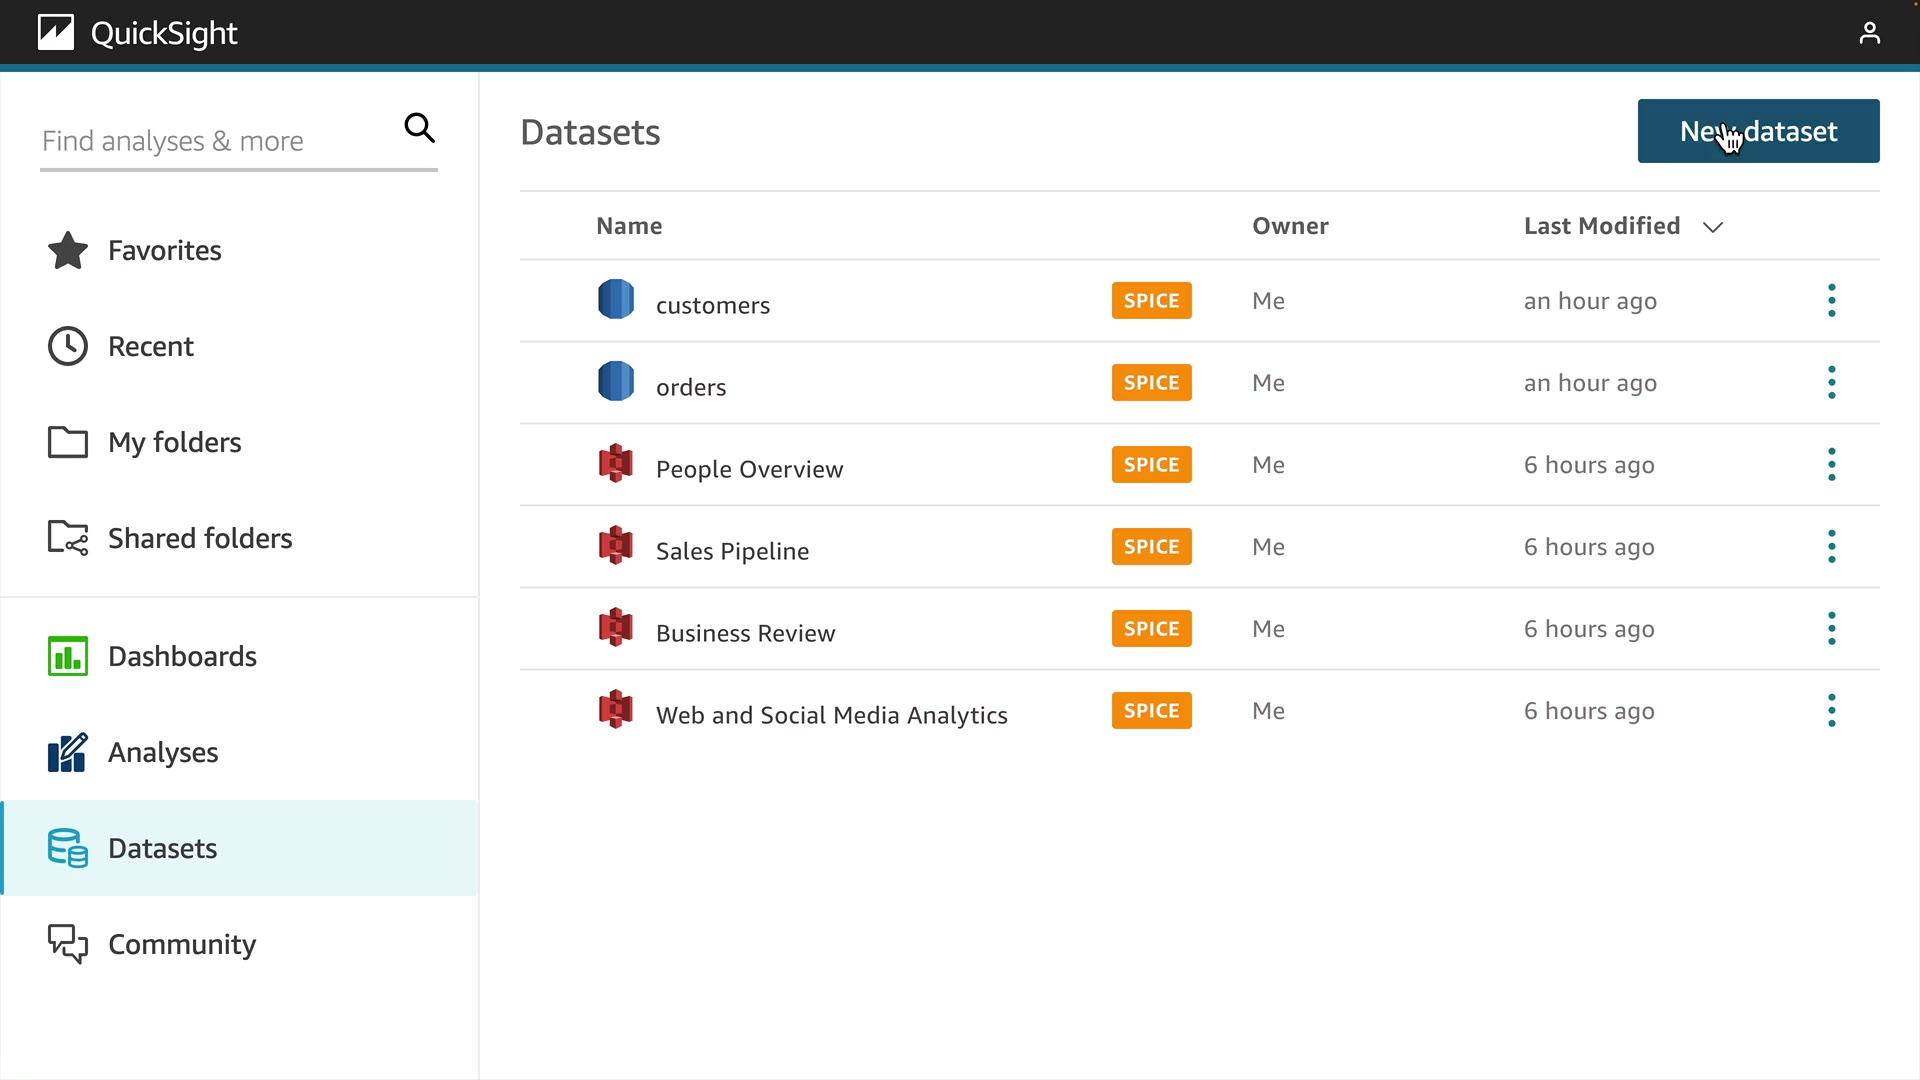 QuickSight
Find analyses & more
Favorites
Recent
My folders
Shared folders
Dashboards
Analyses
Datasets
Community
Datasets
New dataset
Name Owner Last Modified
customers SPICE Me an hour ago
orders SPICE Me an hour ago
People Overview SPICE Me 6 hours ago
Sales Pipeline SPICE Me 6 hours ago
Business Review SPICE Me 6 hours ago
Web and Social Media Analytics SPICE Me 6 hours ago